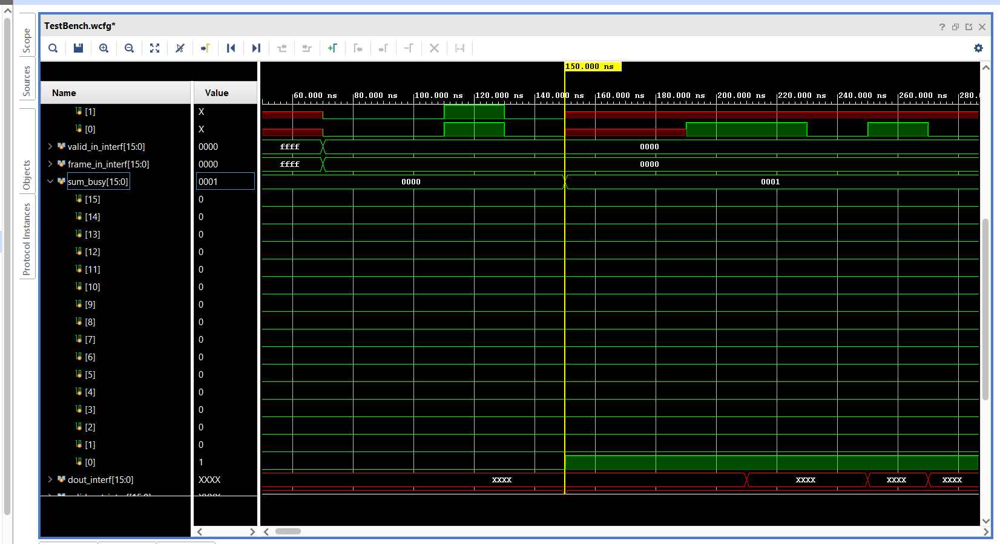 Scope
Sources
Objects
Protocol Instances
TestBench.wcfg*
?
150.000 ns
Name Value
60.000 ns 80.000 ns 100.000 ns 120.000 ns 140.000 ns 160.000 ns 180.000 ns 200.000 ns 220.000 ns 240.000 ns 260.000 ns 280.
[1] X
[0] X
valid_in_interf[15:0] 0000 ffff 0000
frame_in_interf[15:0] 0000 ffff 0000
sum_busy[15:0] 0001 0000 0001
[15] 0
[14] 0
[13] 0
[12] 0
[11] 0
[10] 0
[9] 0
[8] 0
[7] 0
[6] 0
[5] 0
[4] 0
[3] 0
[2] 0
[1] 0
[0] 1
dout_interf[15:0] XXXX XXXX XXXX XXXX XXXX